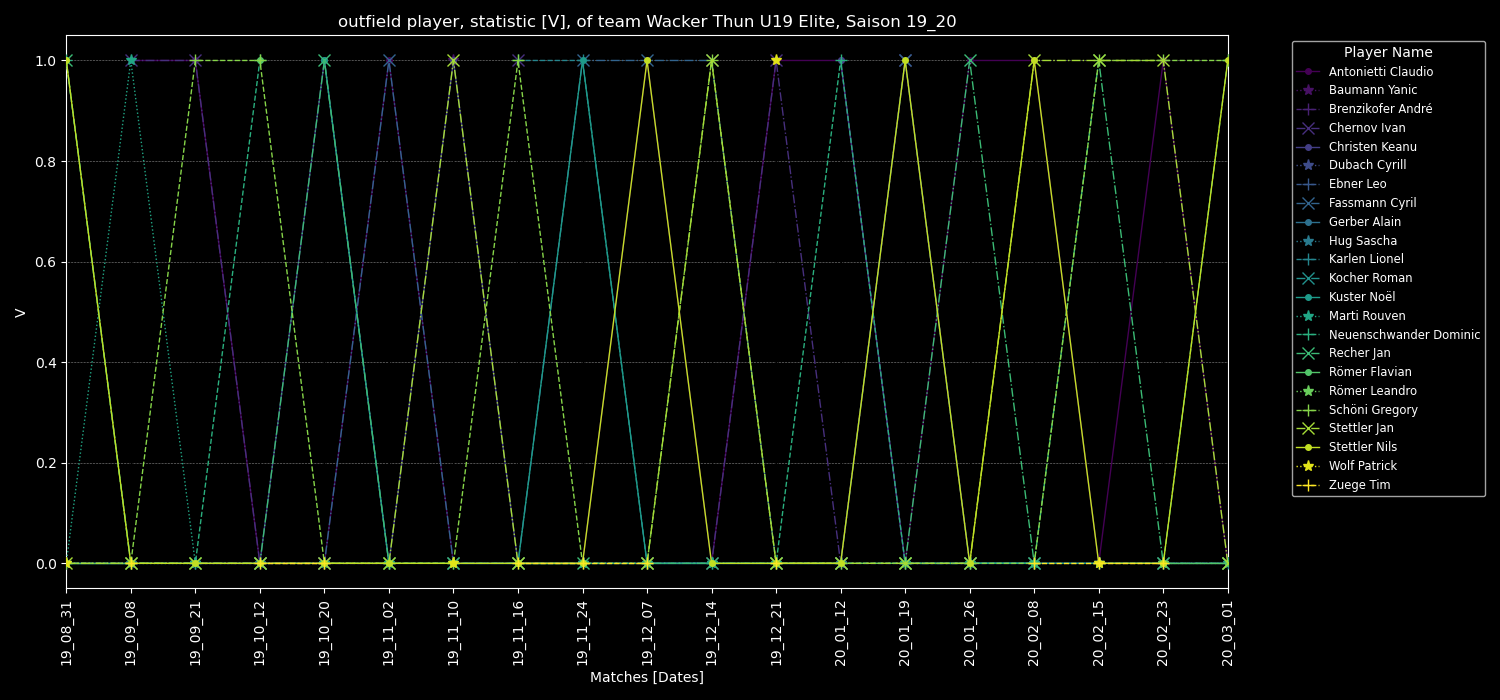 outfield player, statistic [V], of team Wacker Thun U19 Elite, Saison 19_20
1.0
0.8
0.6
0.4
0.2
0.0
V
19_08_31
19_09_08
19_09_21
19_10_12
19_10_20
19_11_02
19_11_10
19_11_16
19_11_24
19_12_07
19_12_14
19_12_21
20_01_12
20_01_19
20_01_26
20_02_08
20_02_15
20_02_23
20_03_01
Matches [Dates]
Player Name
Antonietti Claudio
Baumann Yanic
Brenzikofer André
Chernov Ivan
Christen Keanu
Dubach Cyrill
Ebner Leo
Fassmann Cyril
Gerber Alain
Hug Sascha
Karlen Lionel
Kocher Roman
Kuster Noël
Marti Rouven
Neuenschwander Dominic
Recher Jan
Römer Flavian
Römer Leandro
Schöni Gregory
Stettler Jan
Stettler Nils
Wolf Patrick
Zuege Tim